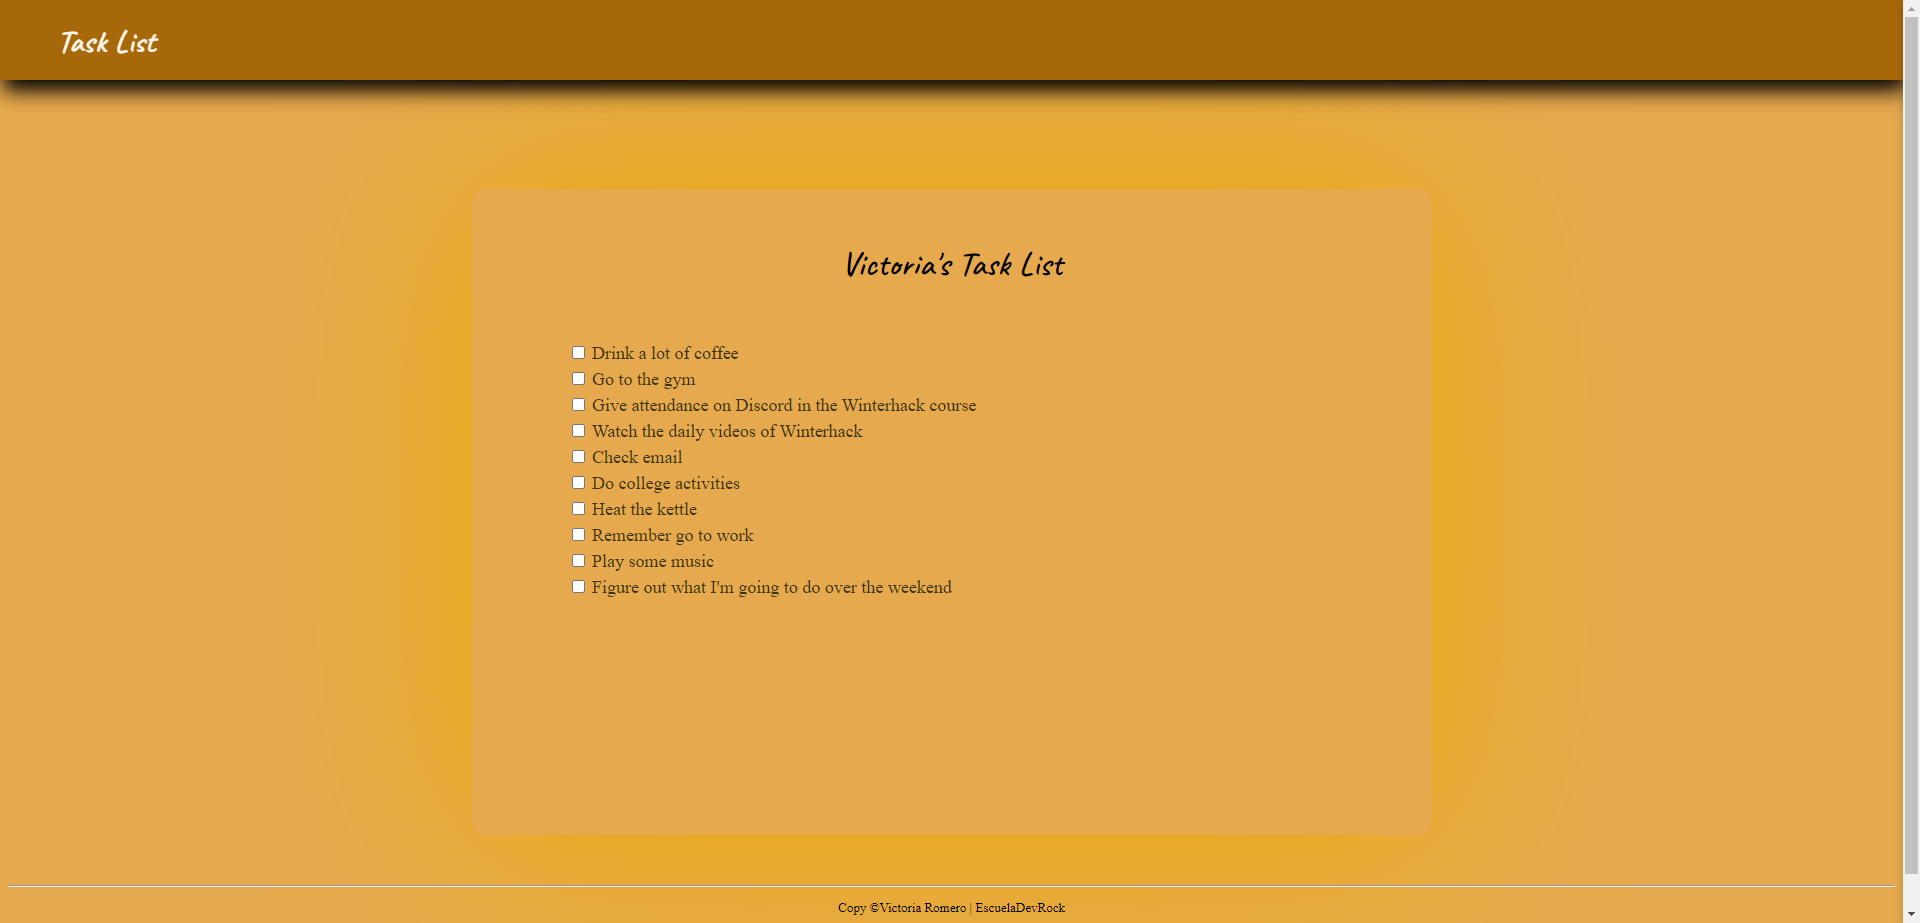 Task List
Victoria's Task List
Drink a lot of coffee
Go to the gym
Give attendance on Discord in the Winterhack course
Watch the daily videos of Winterhack
Check email
Do college activities
Heat the kettle
Remember go to work
Play some music
Figure out what I'm going to do over the weekend
Copy ©Victoria Romero | EscuelaDevRock